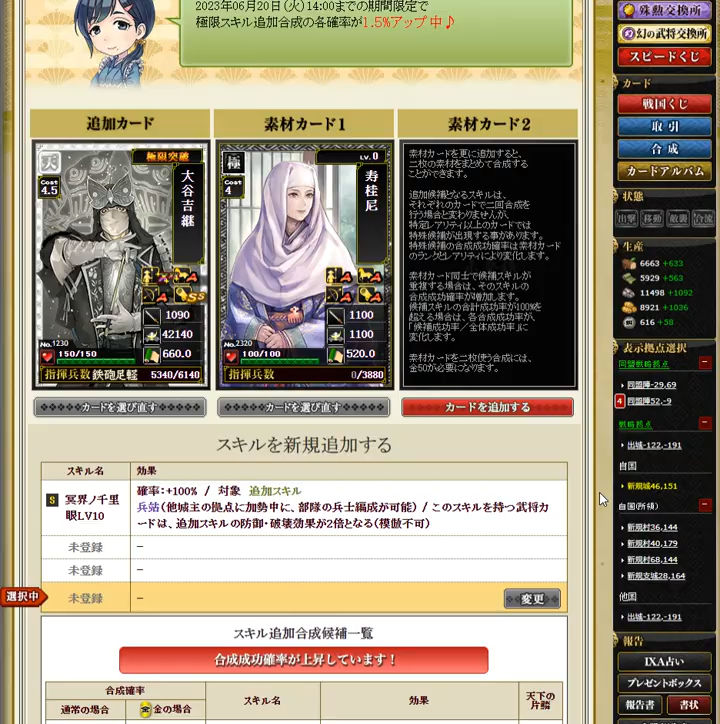 2023年06月20日(火)14:00までの期間限定で
極限スキル追加合成の各確率が1.5%アップ中♪
追加カード
素材カード1
素材カード2
天
極限突破
Cost
4.5
大谷吉継
1090
42140
660.0
No.1230
150/150
指揮兵数
鉄砲足軽
5340/6140
極
LV.0
Cost
4
寿桂尼
1100
1100
520.0
No.2320
100/100
指揮兵数
0/3880
素材カードを更に追加すると、
二枚の素材をまとめて合成する
ことができます。
追加候補となるスキルは、
それぞれのカードで二回合成を
行う場合と変わりませんが、
特定レアリティ以上のカードでは
特殊候補が出現する事があります。
特殊候補の合成成功確率は素材カード
のランクとレアリティにより変化します。
素材カード同士で候補スキルが
重複する場合は、そのスキルの
合成成功確率が増加します。
候補スキルの合計成功率が100%を
超える場合は、各合成成功率が、
「候補成功率/全体成功率」に
変化します。
素材カードを二枚使う合成には、
金50が必要になります。
カードを選び直す
カードを選び直す
カードを追加する
スキルを新規追加する
スキル名
効果
S
冥界ノ千里眼LV10
確率:+100% / 対象 追加スキル
兵站(他城主の拠点に加勢中に、部隊の兵士編成が可能) / このスキルを持つ武将カ
ードは、追加スキルの防御・破壊効果が2倍となる(模倣不可)
未登録
−
未登録
−
選択中
未登録
−
変更
スキル追加合成候補一覧
合成成功確率が上昇しています!
合成確率
通常の場合
金の場合
スキル名
効果
天下の
片鱗
殊勲交換所
幻の武将交換所
スピードくじ
カード
戦国くじ
取引
合成
カードアルバム
状態
出撃
移動
敵襲
合流
生産
6663 +633
5929 +563
11498 +1092
8921 +1036
616 +58
表示拠点選択
同盟戦略拠点
同盟陣-29,69
4
同盟陣52,-9
戦略拠点
出城-122,-191
自国
新規城46,151
自国(所領)
新規村36,144
新規村40,179
新規村68,144
新規支城28,164
他国
出城-122,-191
報告
IXA占い
プレゼントボックス
報告書
書状